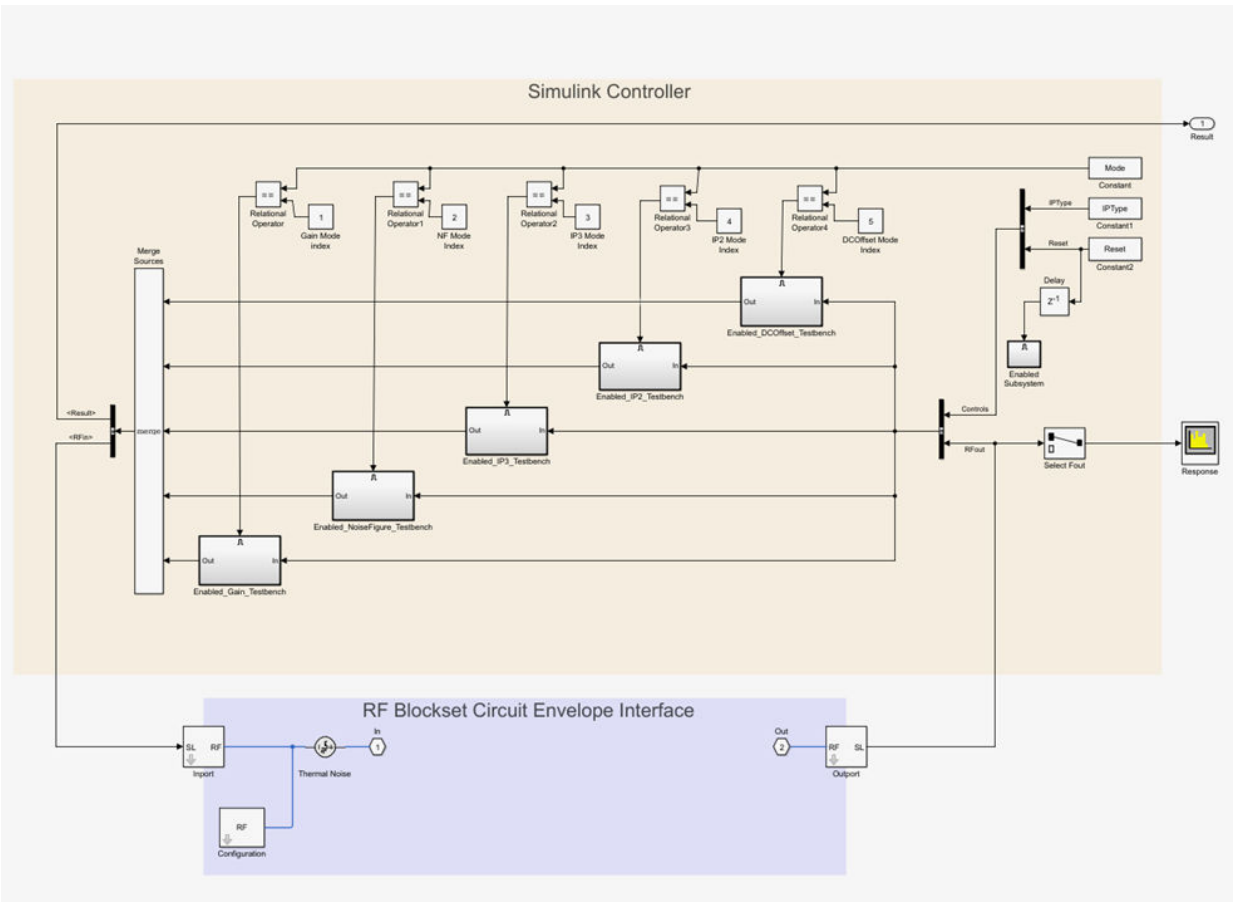 Simulink Controller
1
Result
Mode
Constant
==
Relational
Operator
1
Gain Mode
index
==
Relational
Operator1
2
NF Mode
Index
==
Relational
Operator2
3
IP3 Mode
Index
==
Relational
Operator3
4
IP2 Mode
Index
==
Relational
Operator4
5
DCOffset Mode
Index
IPType
IPType
Constant1
Reset
Reset
Constant2
Delay
Z-1
Enabled
Subsystem
Merge
Sources
Out
In
Enabled_DCOffset_Testbench
Out
In
Enabled_IP2_Testbench
Out
In
Enabled_IP3_Testbench
Out
In
Enabled_NoiseFigure_Testbench
Out
In
Enabled_Gain_Testbench
<Result>
<RFin>
Controls
RFout
Select Fout
Response
RF Blockset Circuit Envelope Interface
SL
RF
Inport
Thermal Noise
In
1
Out
2
RF
SL
Outport
RF
Configuration